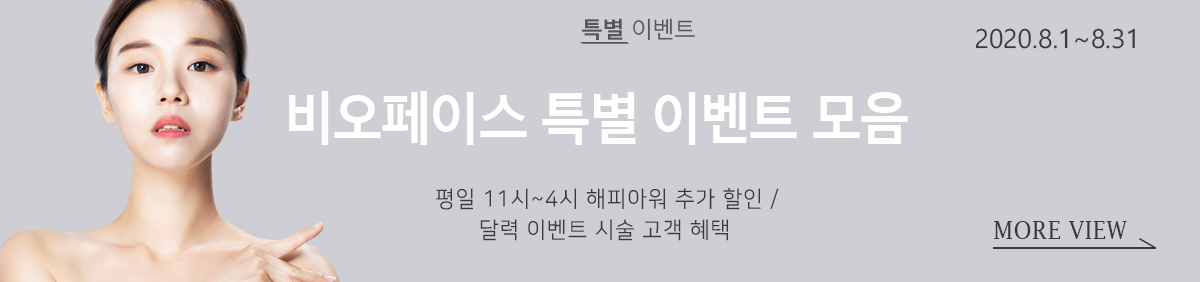 특별 이벤트
2020.8.1~8.31
비오페이스 특별 이벤트 모음
평일 11시~4시 해피아워 추가 할인 /
달력 이벤트 시술 고객 혜택
MORE VIEW